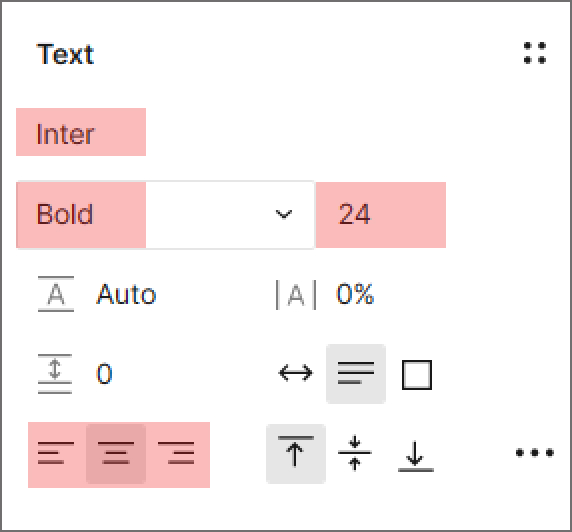 Text
Inter
Bold 24
A Auto |A| 0%
0